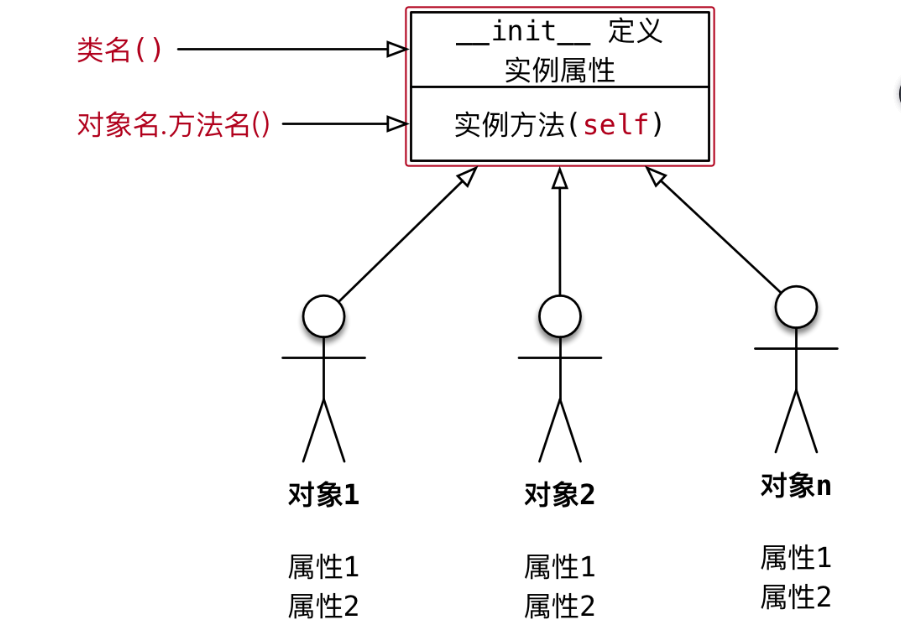 类名()
__init__ 定义
实例属性
对象名.方法名()
实例方法(self)
对象1
对象2
对象n
属性1
属性2
属性1
属性2
属性1
属性2